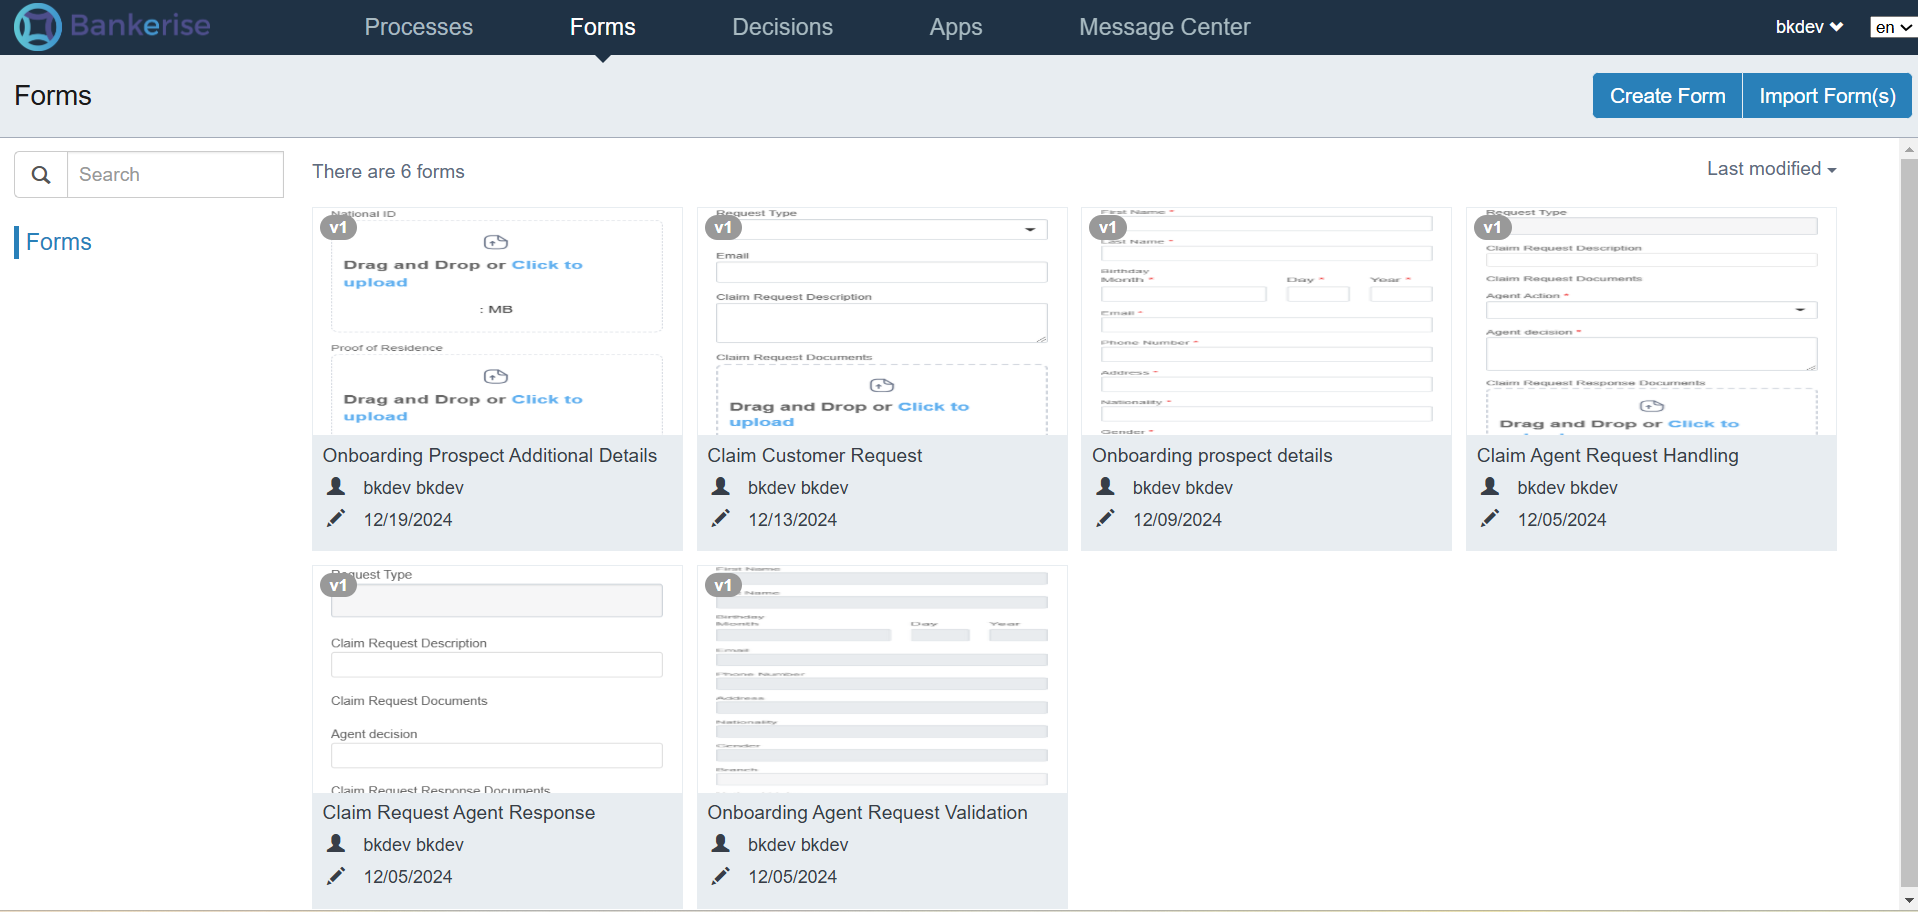 Bankerise Processes Forms Decisions Apps Message Center bkdev en
Forms
Create Form Import Form(s)
Search
There are 6 forms
Last modified
Forms
v1
National ID
Drag and Drop or Click to
upload
: MB
Proof of Residence
Drag and Drop or Click to
upload
Onboarding Prospect Additional Details
bkdev bkdev
12/19/2024
v1
Request Type
Email
Claim Request Description
Claim Request Documents
Drag and Drop or Click to
upload
Claim Customer Request
bkdev bkdev
12/13/2024
v1
First Name *
Last Name *
Birthday
Month * Day * Year *
Email *
Phone Number *
Address *
Nationality *
Gender *
Onboarding prospect details
bkdev bkdev
12/09/2024
v1
Request Type
Claim Request Description
Claim Request Documents
Agent Action *
Agent decision *
Claim Request Response Documents
Drag and Drop or Click to
Claim Agent Request Handling
bkdev bkdev
12/05/2024
v1
Request Type
Claim Request Description
Claim Request Documents
Agent decision
Claim Request Response Documents
Claim Request Agent Response
bkdev bkdev
12/05/2024
v1
First Name
Name
Birthday
Month Day Year
Email
Phone Number
Address
Nationality
Gender
Branch
Onboarding Agent Request Validation
bkdev bkdev
12/05/2024